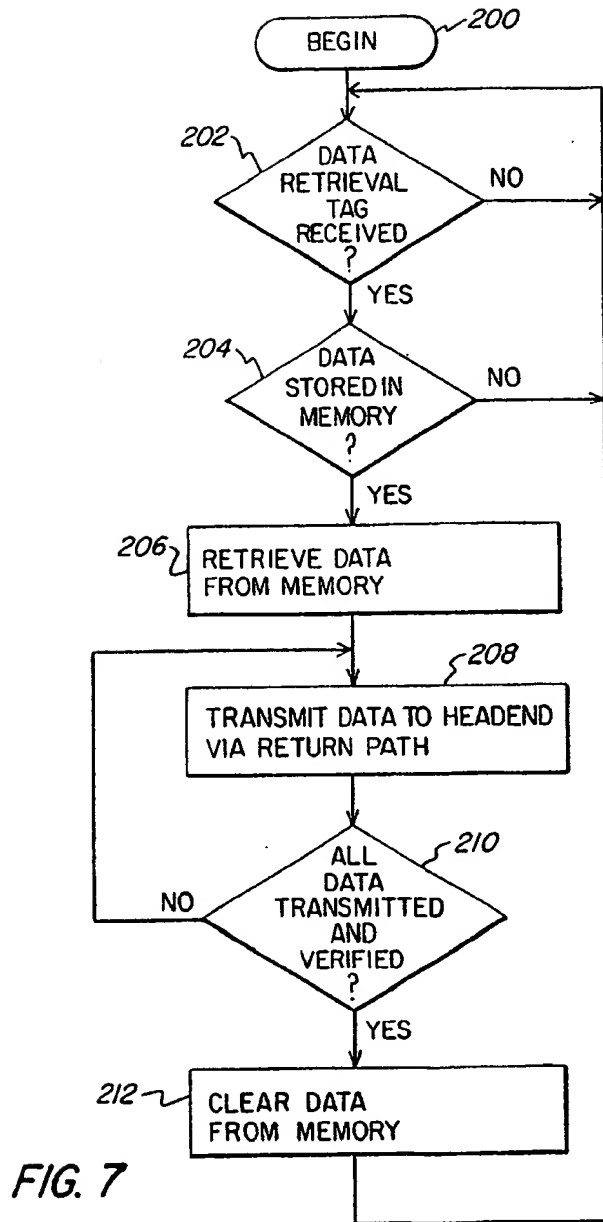 200
BEGIN
202
DATA
RETRIEVAL
TAG
RECEIVED
?
NO
YES
204
DATA
STORED IN
MEMORY
?
NO
YES
206
RETRIEVE DATA
FROM MEMORY
208
TRANSMIT DATA TO HEADEND
VIA RETURN PATH
210
ALL
DATA
TRANSMITTED
AND
VERIFIED
?
NO
YES
212
CLEAR DATA
FROM MEMORY
FIG. 7